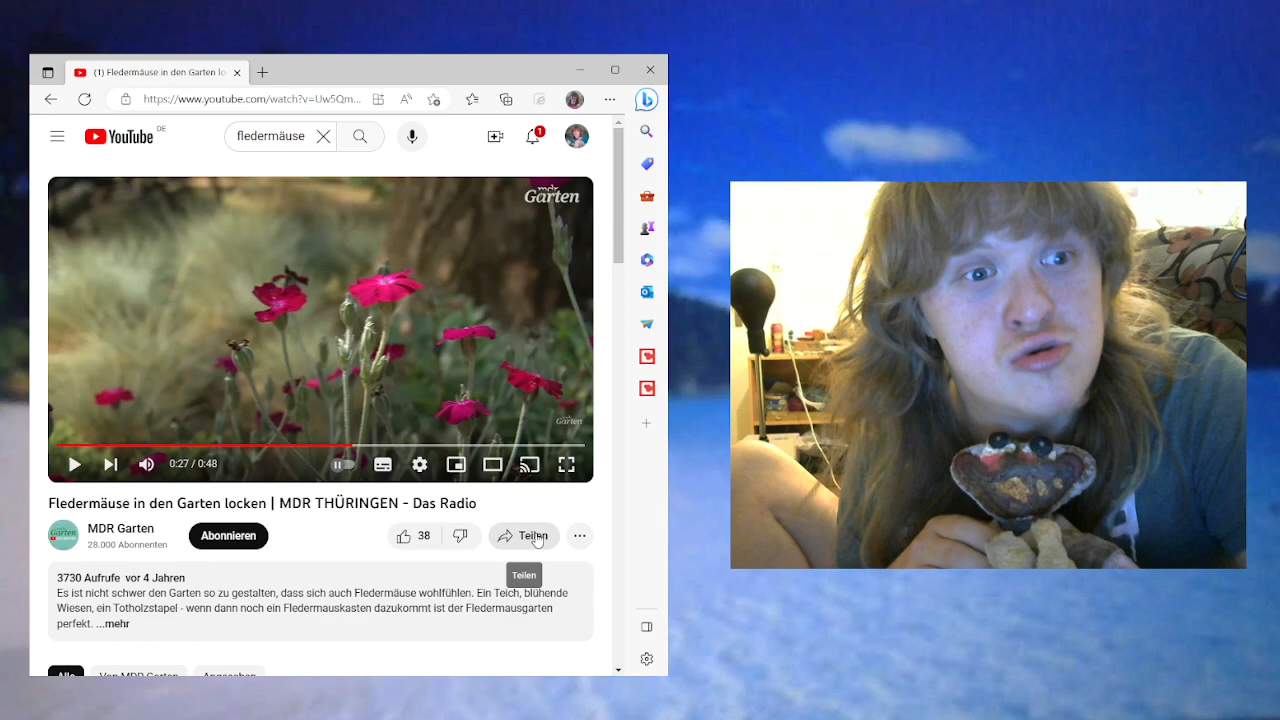 (1) Fledermäuse in den Garten lo
https://www.youtube.com/watch?v=Uw5Qm...
YouTube DE
fledermäuse
1
mdr
Garten
Garten
0:27 / 0:48
Fledermäuse in den Garten locken | MDR THÜRINGEN - Das Radio
MDR Garten
28.000 Abonnenten
Abonnieren
38
Teilen
Teilen
3730 Aufrufe vor 4 Jahren
Es ist nicht schwer den Garten so zu gestalten, dass sich auch Fledermäuse wohlfühlen. Ein Teich, blühende
Wiesen, ein Totholzstapel - wenn dann noch ein Fledermauskasten dazukommt ist der Fledermausgarten
perfekt. ...mehr
Alle
Von MDR Garten
Angesehen